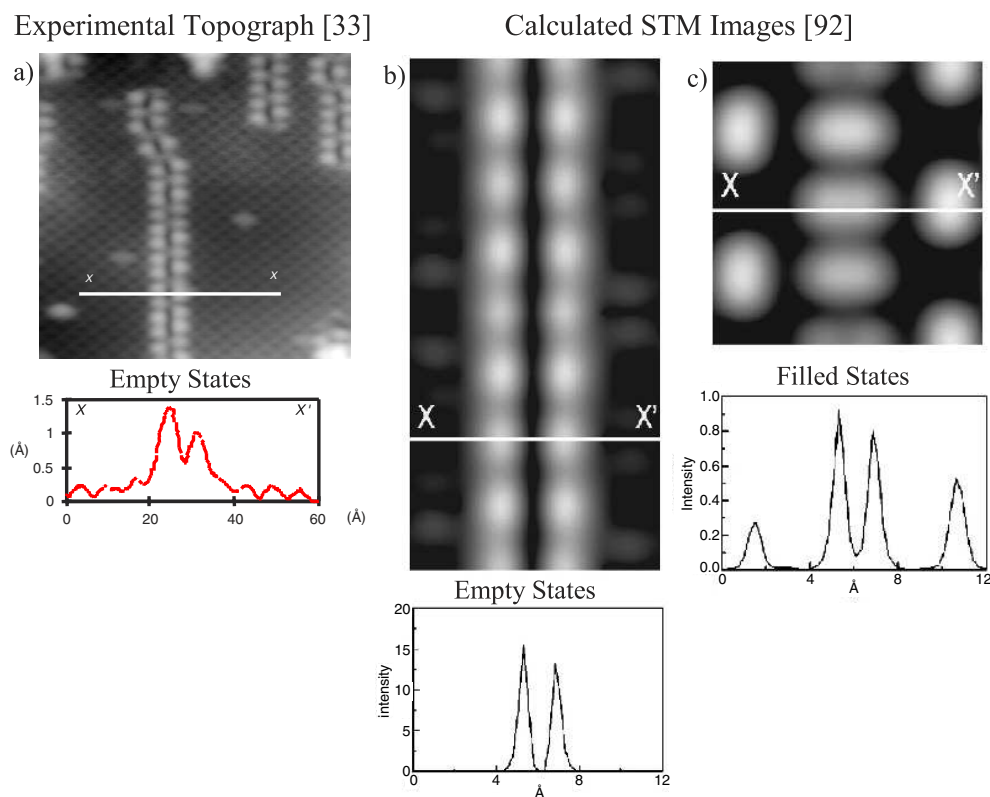 Experimental Topograph [33]
Calculated STM Images [92]
a)
x
x
Empty States
1.5
1
0.5
0
(Å)
X
X'
0
20
40
60
(Å)
b)
X
X'
Empty States
20
15
10
5
0
intensity
0
4
8
12
Å
c)
X
X'
Filled States
1.0
0.8
0.6
0.4
0.2
0.0
Intensity
0
4
8
12
Å